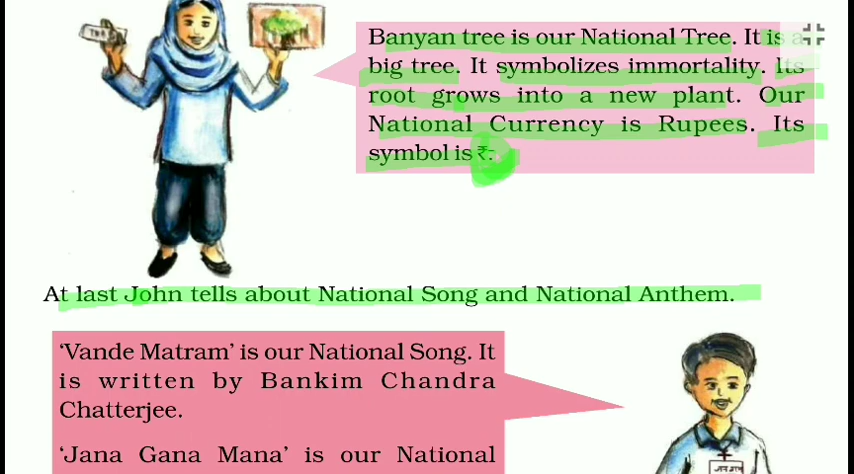 Banyan tree is our National Tree. It is a
big tree. It symbolizes immortality. Its
root grows into a new plant. Our
National Currency is Rupees. Its
symbol is ₹.
At last John tells about National Song and National Anthem.
‘Vande Matram’ is our National Song. It
is written by Bankim Chandra
Chatterjee.
‘Jana Gana Mana’ is our National